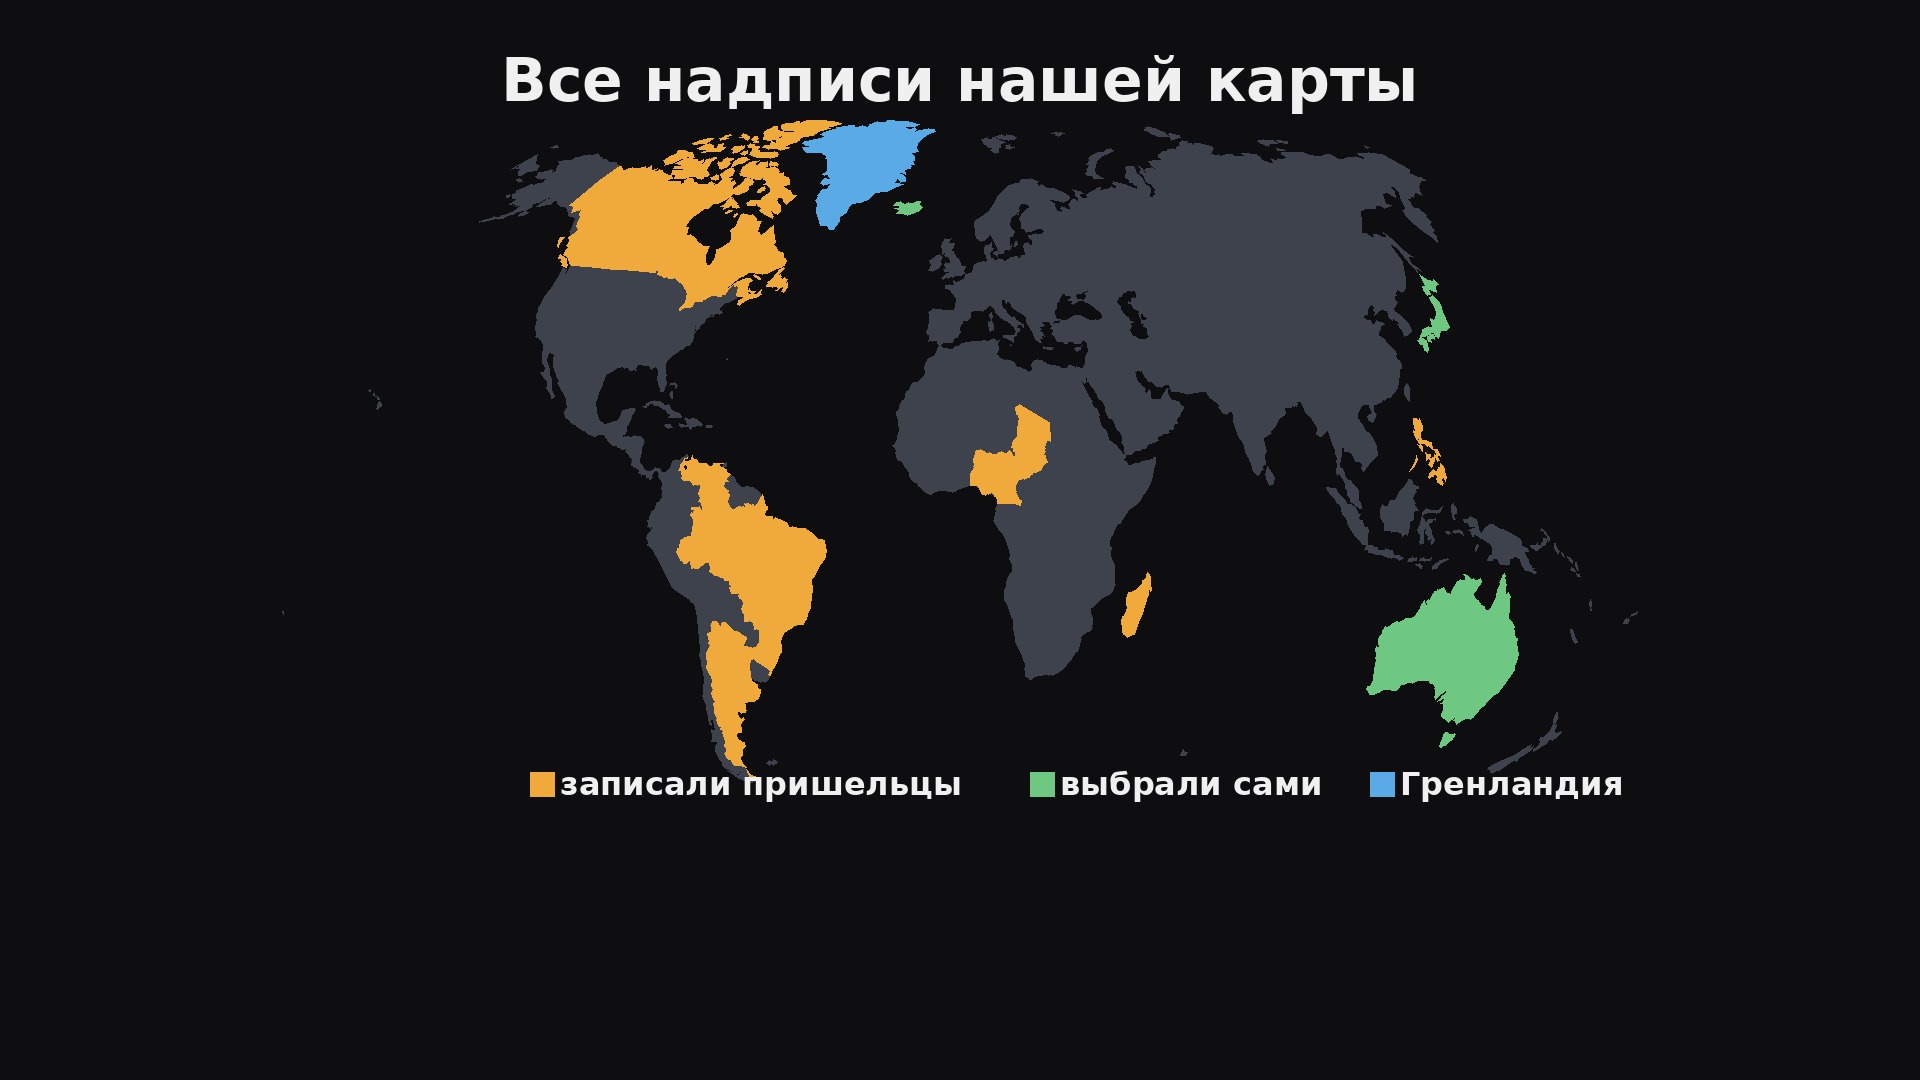 Все надписи нашей карты
записали пришельцы
выбрали сами
Гренландия